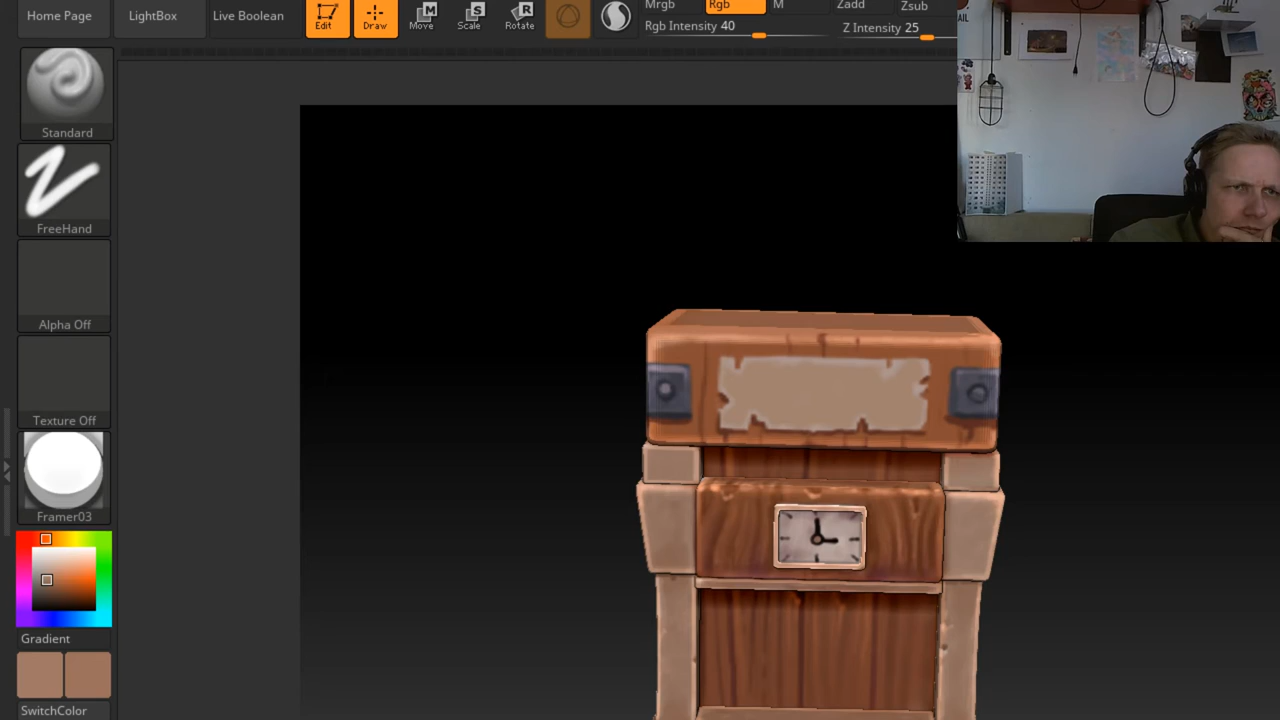 Home Page LightBox Live Boolean Edit Draw Move Scale Rotate Mrgb Rgb M Zadd Zsub
Rgb Intensity 40 Z Intensity 25
Standard
FreeHand
Alpha Off
Texture Off
Framer03
Gradient
SwitchColor